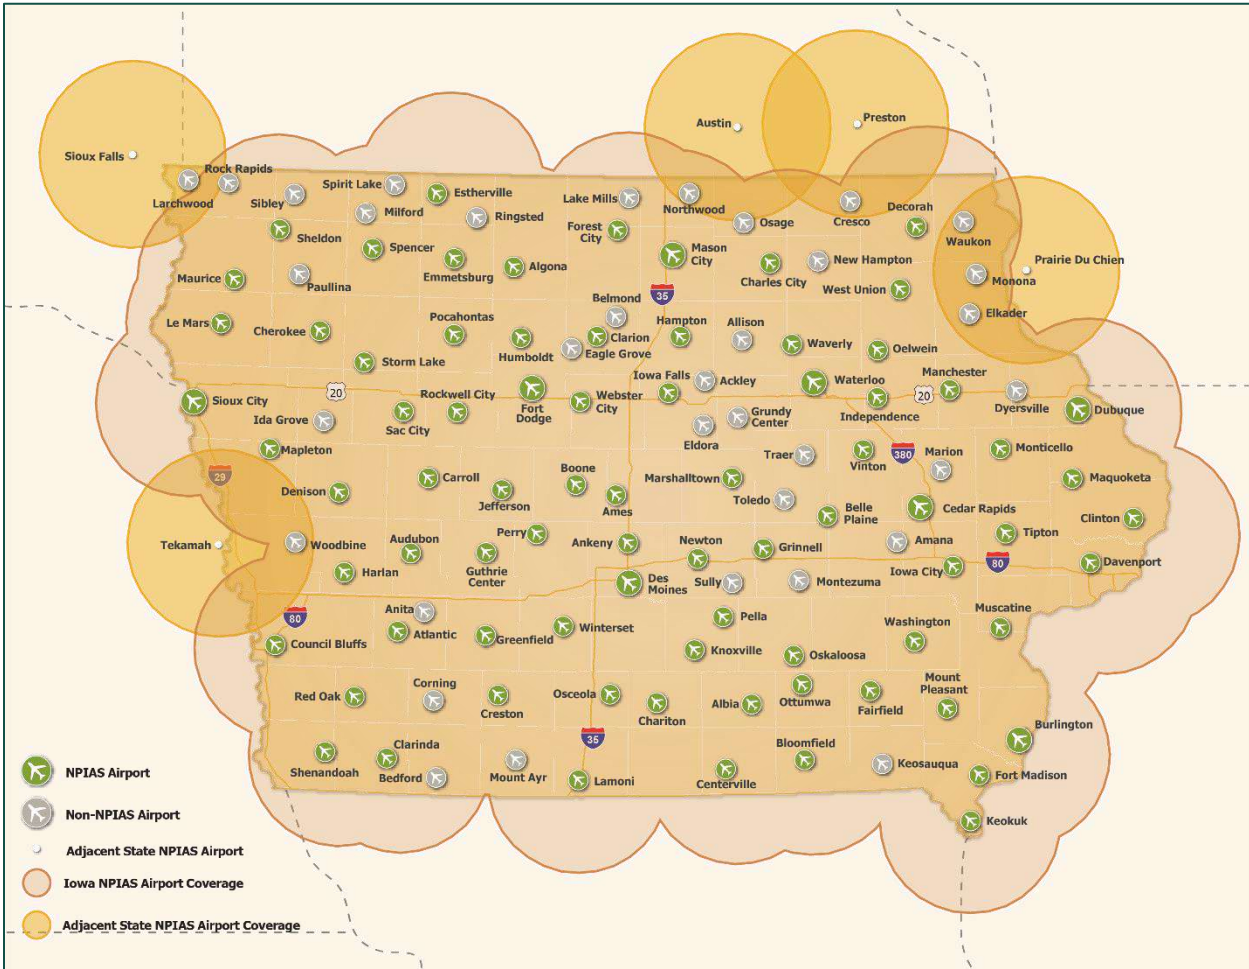 Austin
Preston
Sioux Falls
Rock Rapids
Larchwood
Sibley
Spirit Lake
Milford
Estherville
Ringsted
Lake Mills
Northwood
Osage
Cresco
Decorah
Waukon
Sheldon
Spencer
Emmetsburg
Algona
Forest
City
Mason
City
Charles City
New Hampton
West Union
Prairie Du Chien
Monona
Elkader
Maurice
Paullina
Le Mars
Cherokee
Pocahontas
Humboldt
Belmond
Clarion
Eagle Grove
35
Hampton
Allison
Waverly
Oelwein
Storm Lake
Sioux City
20
Ida Grove
Sac City
Rockwell City
Fort
Dodge
Webster
City
Iowa Falls
Ackley
Waterloo
Independence
20
Manchester
Dyersville
Dubuque
Eldora
Grundy
Center
Mapleton
29
Traer
Vinton
380
Marion
Monticello
Maquoketa
Denison
Carroll
Jefferson
Boone
Ames
Marshalltown
Toledo
Belle
Plaine
Cedar Rapids
Clinton
Tekamah
Woodbine
Audubon
Harlan
Guthrie
Center
Perry
Ankeny
Newton
Grinnell
Amana
Tipton
Iowa City
80
Davenport
Des
Moines
Sully
Montezuma
80
Council Bluffs
Anita
Atlantic
Greenfield
Winterset
Pella
Knoxville
Oskaloosa
Washington
Muscatine
Red Oak
Corning
Creston
Osceola
Chariton
Albia
Ottumwa
Fairfield
Mount
Pleasant
Burlington
35
Shenandoah
Clarinda
Bedford
Mount Ayr
Lamoni
Centerville
Bloomfield
Keosauqua
Fort Madison
Keokuk
NPIAS Airport
Non-NPIAS Airport
Adjacent State NPIAS Airport
Iowa NPIAS Airport Coverage
Adjacent State NPIAS Airport Coverage